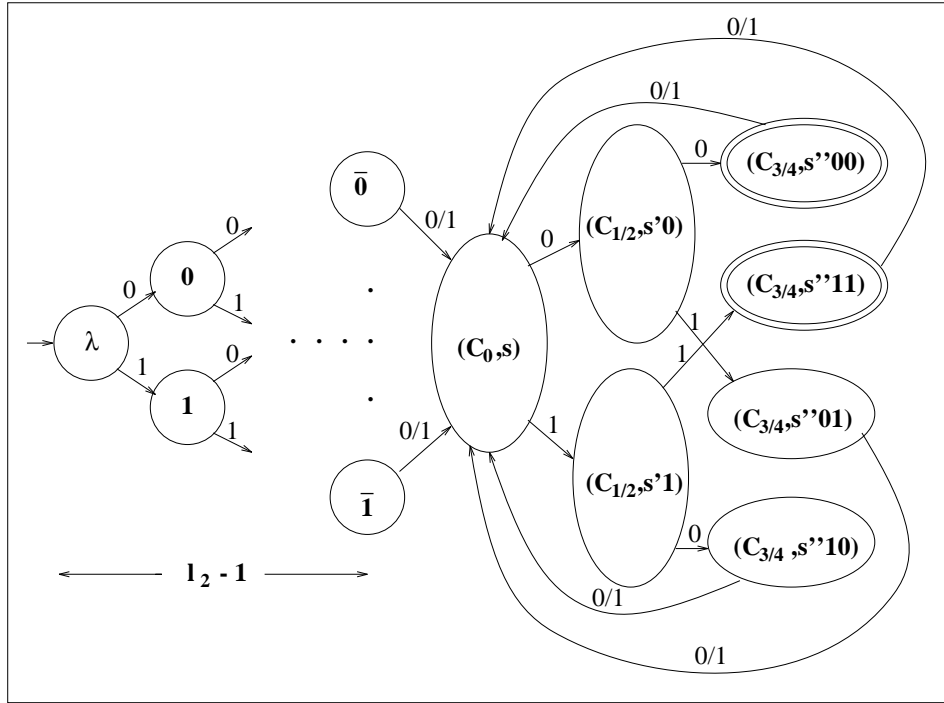 0/1
0/1
0
(C3/4,s''00)
0̅
0/1
0
(C1/2,s'0)
0
0
0
1
(C3/4,s''11)
λ
1
1
0
1
1
(C0,s)
1
1
(C3/4,s''01)
0/1
1̅
(C1/2,s'1)
0
(C3/4 ,s''10)
l2 - 1
0/1
0/1